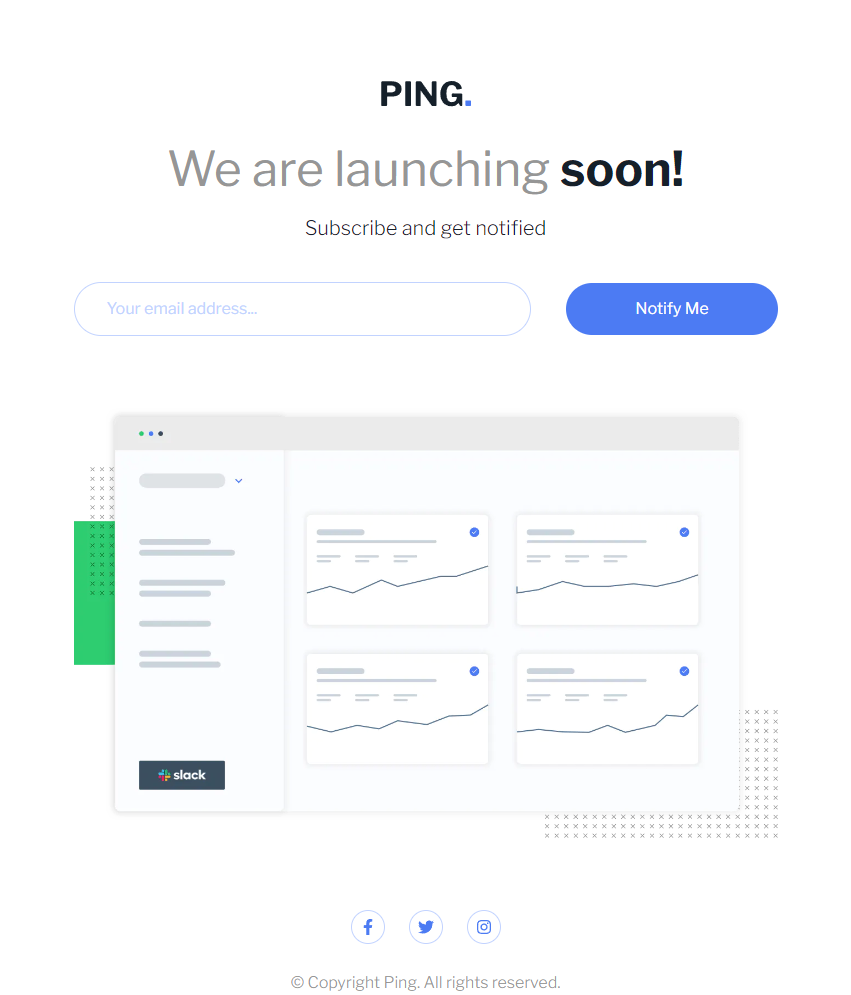 PING.
We are launching soon!
Subscribe and get notified
Your email address...
Notify Me
slack
© Copyright Ping. All rights reserved.